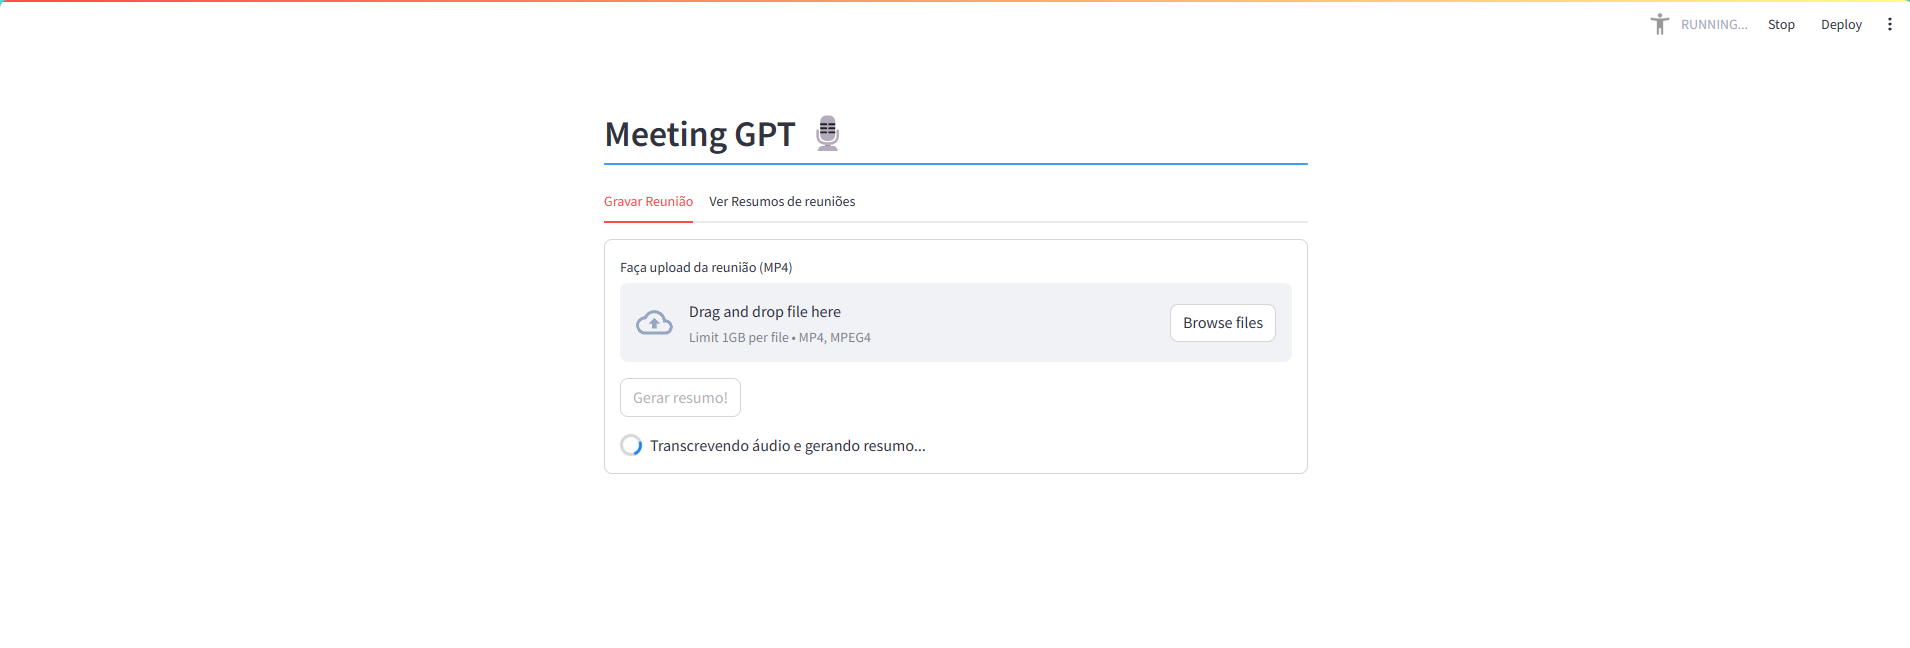 RUNNING...
Stop
Deploy
Meeting GPT
Gravar Reunião
Ver Resumos de reuniões
Faça upload da reunião (MP4)
Drag and drop file here
Limit 1GB per file • MP4, MPEG4
Browse files
Gerar resumo!
Transcrevendo áudio e gerando resumo...